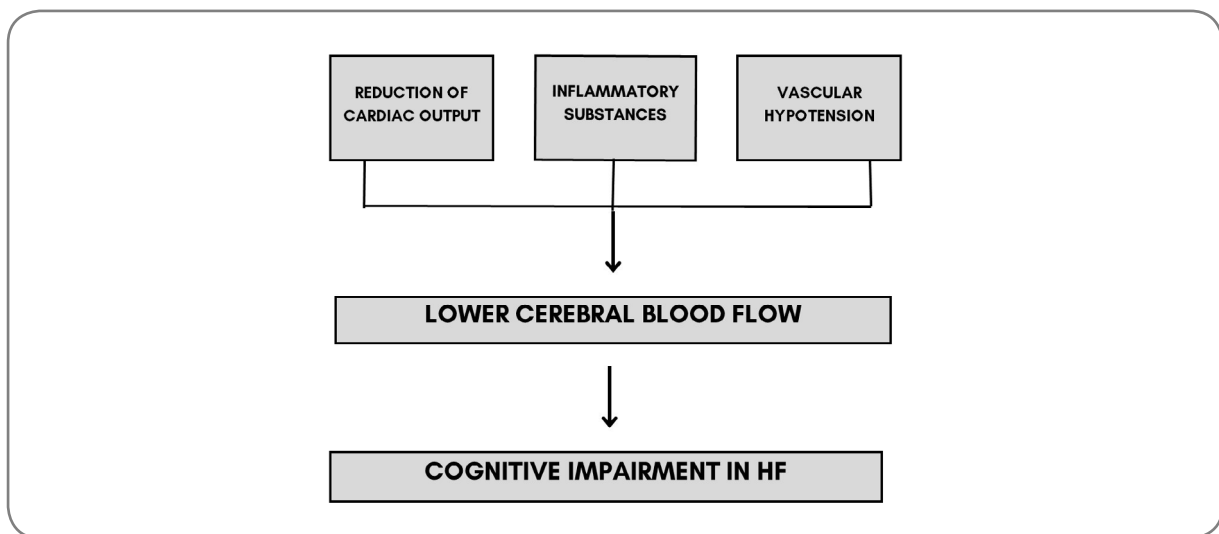 REDUCTION OF
CARDIAC OUTPUT
INFLAMMATORY
SUBSTANCES
VASCULAR
HYPOTENSION
LOWER CEREBRAL BLOOD FLOW
COGNITIVE IMPAIRMENT IN HF